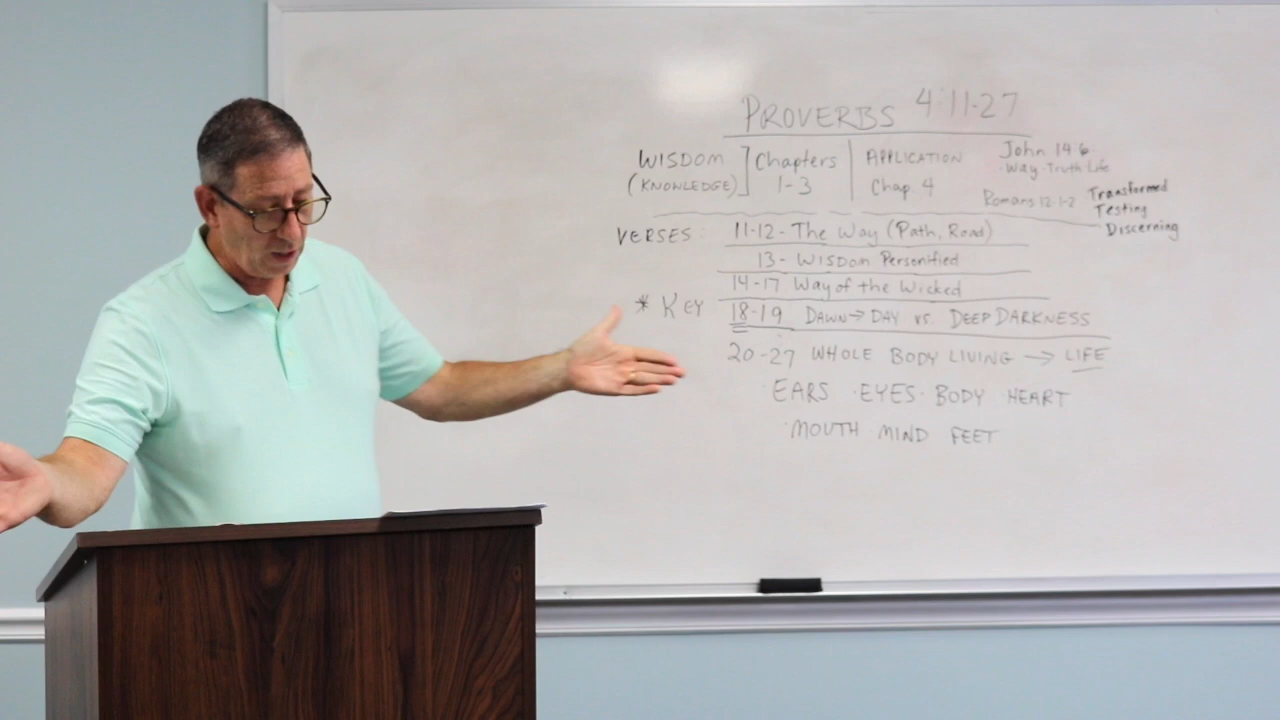 PROVERBS 4:11-27
WISDOM ] Chapters | APPLICATION John 14:6
(KNOWLEDGE) 1-3 Chap. 4 ·Way·Truth Life
Romans 12 1-2 Transformed
Testing
Discerning
VERSES: 11-12- The Way (Path, Road)
13- Wisdom Personified
14-17 Way of the Wicked
* KEY 18-19 DAWN→DAY vs. DEEP DARKNESS
20-27 WHOLE BODY LIVING → LIFE
·EARS ·EYES·BODY ·HEART
·MOUTH MIND FEET